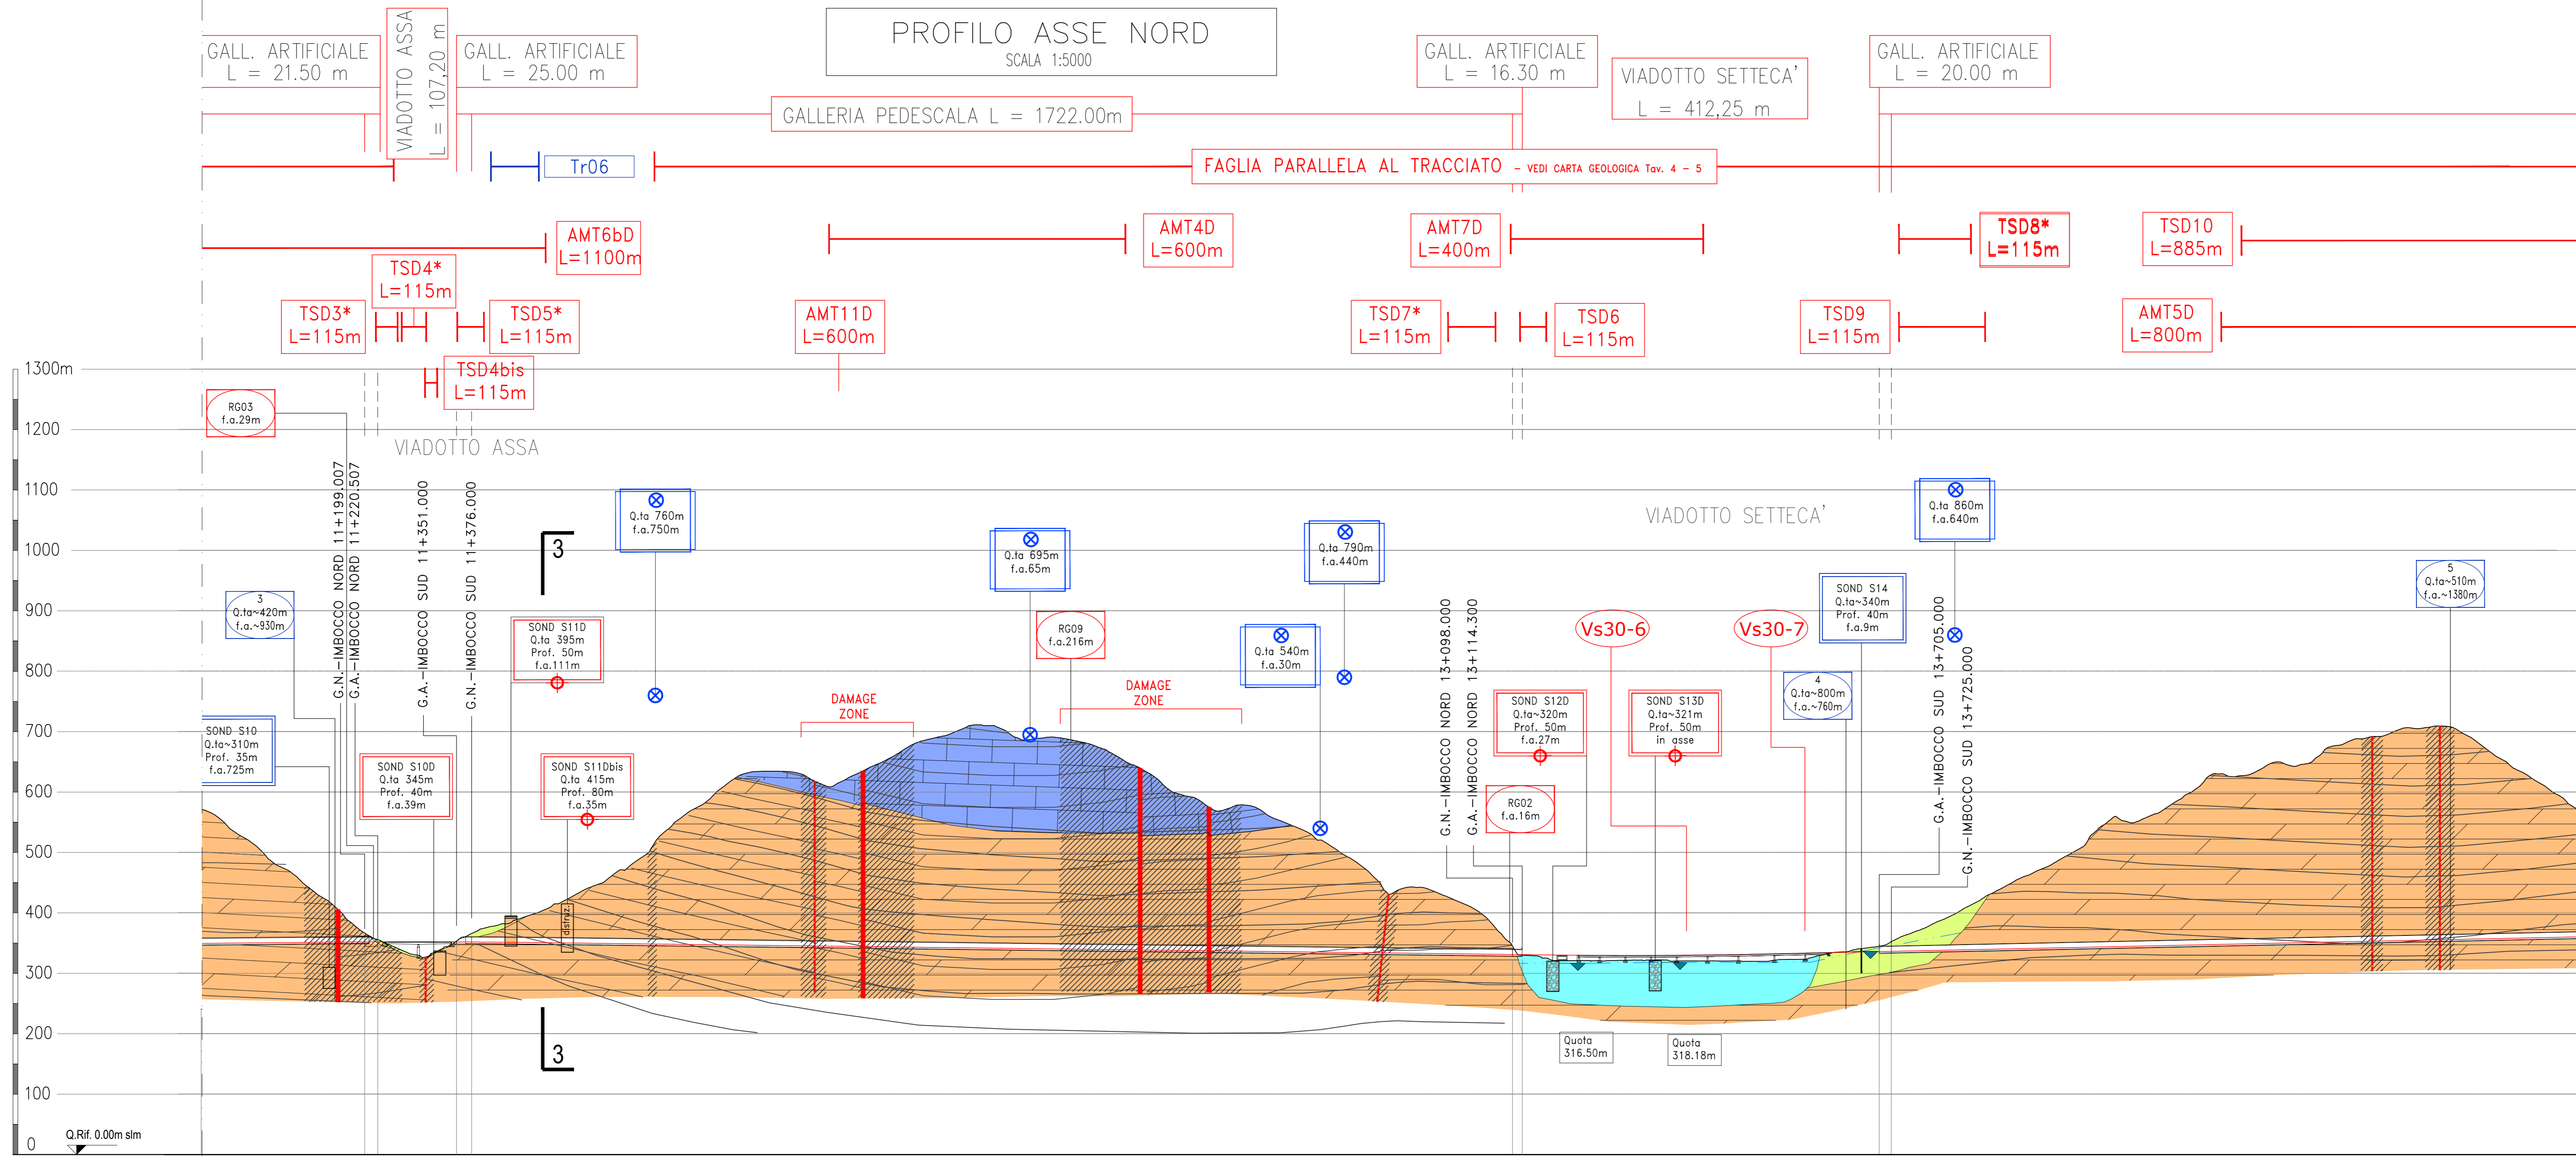 PROFILO ASSE NORD
SCALA 1:5000
GALL. ARTIFICIALE
L = 21.50 m
VIADOTTO ASSA
L = 107,20 m
GALL. ARTIFICIALE
L = 25.00 m
GALL. ARTIFICIALE
L = 16.30 m
VIADOTTO SETTECA'
L = 412,25 m
GALL. ARTIFICIALE
L = 20.00 m
GALLERIA PEDESCALA L = 1722.00m
Tr06
FAGLIA PARALLELA AL TRACCIATO - VEDI CARTA GEOLOGICA Tav. 4 - 5
AMT6bD
L=1100m
AMT4D
L=600m
AMT7D
L=400m
TSD8*
L=115m
TSD10
L=885m
TSD4*
L=115m
TSD3*
L=115m
TSD5*
L=115m
AMT11D
L=600m
TSD7*
L=115m
TSD6
L=115m
TSD9
L=115m
AMT5D
L=800m
TSD4bis
L=115m
1300m
1200
1100
1000
900
800
700
600
500
400
300
200
100
0
Q.Rif. 0.00m slm
RG03
f.a.29m
VIADOTTO ASSA
G.N.-IMBOCCO NORD 11+199.007
G.A.-IMBOCCO NORD 11+220.507
G.A.-IMBOCCO SUD 11+351.000
G.N.-IMBOCCO SUD 11+376.000
3
Q.ta 760m
f.a.750m
Q.ta 695m
f.a.65m
Q.ta 790m
f.a.440m
VIADOTTO SETTECA'
Q.ta 860m
f.a.640m
3
Q.ta~420m
f.a.~930m
SOND S11D
Q.ta 395m
Prof. 50m
f.a.111m
RG09
f.a.216m
Q.ta 540m
f.a.30m
Vs30-6
Vs30-7
SOND S14
Q.ta~340m
Prof. 40m
f.a.9m
5
Q.ta~510m
f.a.~1380m
G.N.-IMBOCCO NORD 13+098.000
G.A.-IMBOCCO NORD 13+114.300
G.A.-IMBOCCO SUD 13+705.000
G.N.-IMBOCCO SUD 13+725.000
DAMAGE
ZONE
DAMAGE
ZONE
SOND S12D
Q.ta~320m
Prof. 50m
f.a.27m
SOND S13D
Q.ta~321m
Prof. 50m
in asse
4
Q.ta~800m
f.a.~760m
SOND S10
Q.ta~310m
Prof. 35m
f.a.725m
SOND S10D
Q.ta 345m
Prof. 40m
f.a.39m
SOND S11Dbis
Q.ta 415m
Prof. 80m
f.a.35m
RG02
f.a.16m
distruz.
3
Quota
316.50m
Quota
318.18m